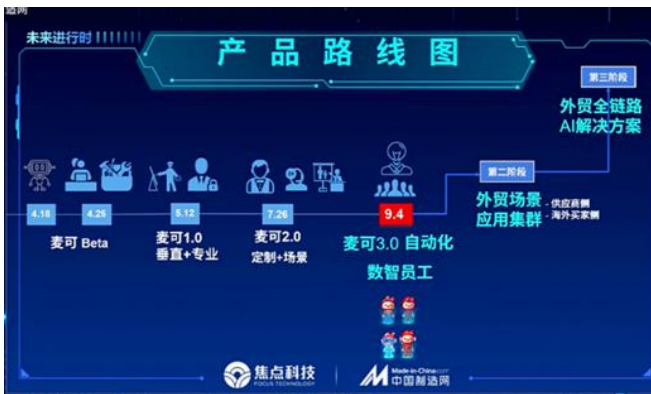 造网
未来进行时
产品路线图
第三阶段
外贸全链路
AI解决方案
第二阶段
外贸场景
应用集群
- 供应商侧
- 海外买家侧
4.18
4.25
5.12
7.26
9.4
麦可 Beta
麦可1.0
垂直+专业
麦可2.0
定制+场景
麦可3.0 自动化
数智员工
焦点科技
FOCUS TECHNOLOGY
Made-in-China.com
中国制造网